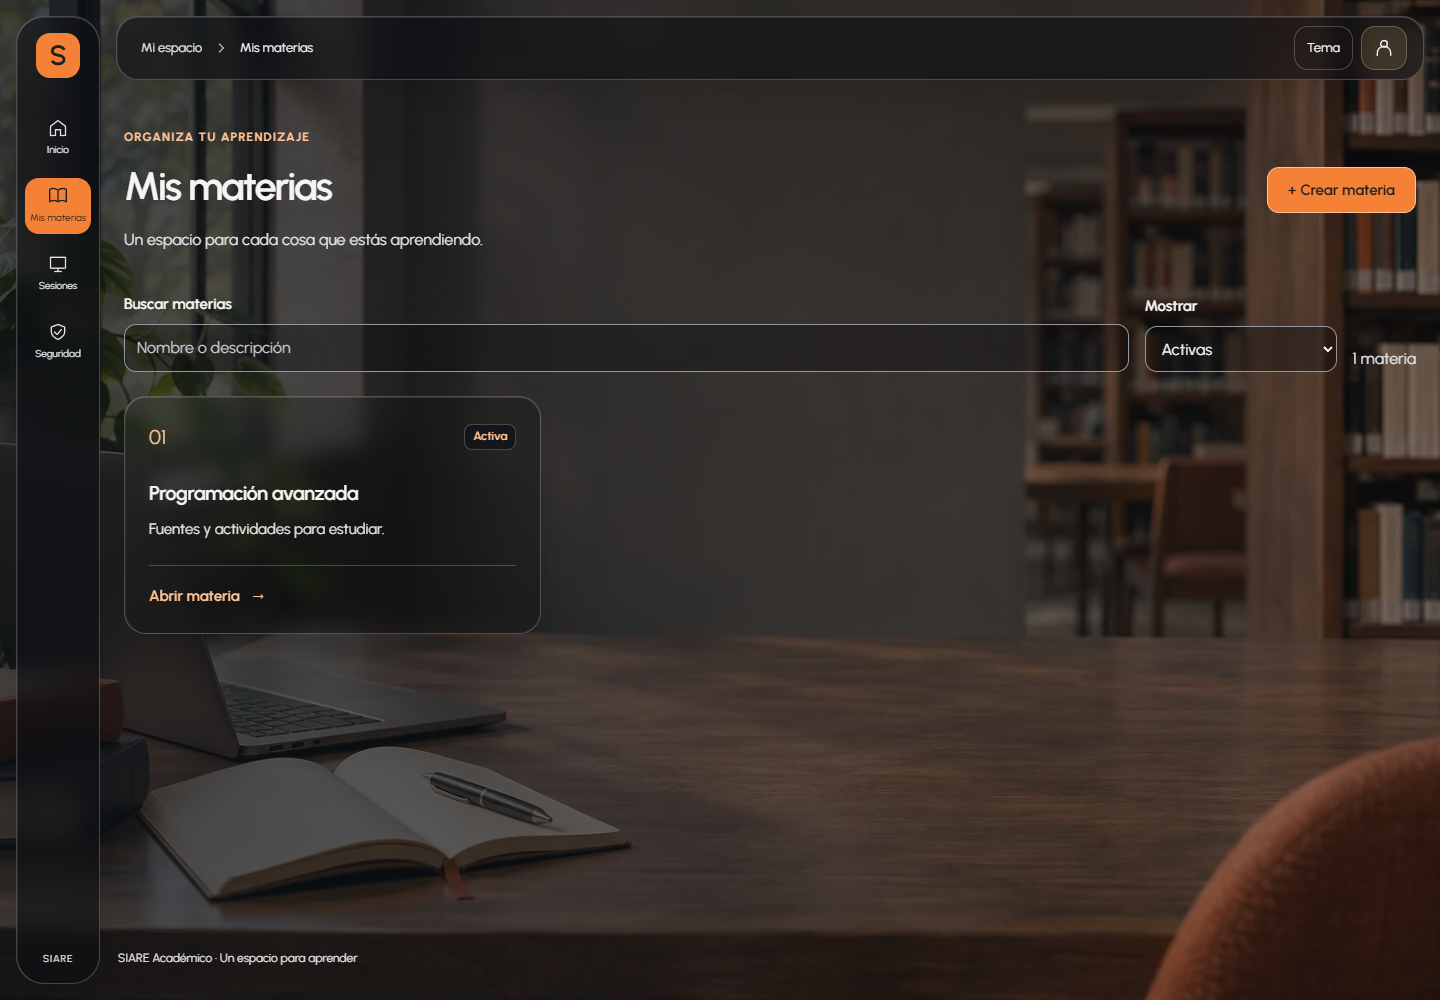 S
Inicio
Mis materias
Sesiones
Seguridad
SIARE
Mi espacio > Mis materias
Tema
ORGANIZA TU APRENDIZAJE
Mis materias
+ Crear materia
Un espacio para cada cosa que estás aprendiendo.
Buscar materias
Nombre o descripción
Mostrar
Activas
1 materia
01
Activa
Programación avanzada
Fuentes y actividades para estudiar.
Abrir materia →
SIARE Académico · Un espacio para aprender